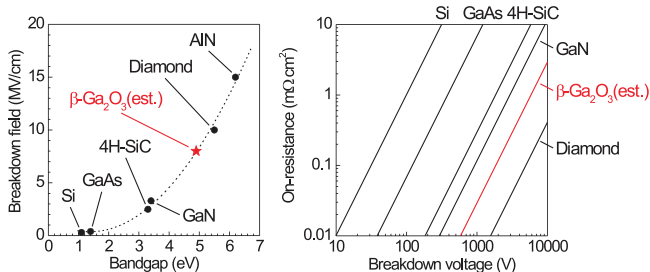 Breakdown field (MV/cm)
20
15
10
5
0
0 1 2 3 4 5 6 7
Bandgap (eV)
AlN
Diamond
β-Ga2O3(est.)
4H-SiC
Si GaAs
GaN
On-resistance (mΩ cm²)
10
1
0.1
0.01
10 100 1000 10000
Breakdown voltage (V)
Si GaAs 4H-SiC
GaN
β-Ga2O3(est.)
Diamond